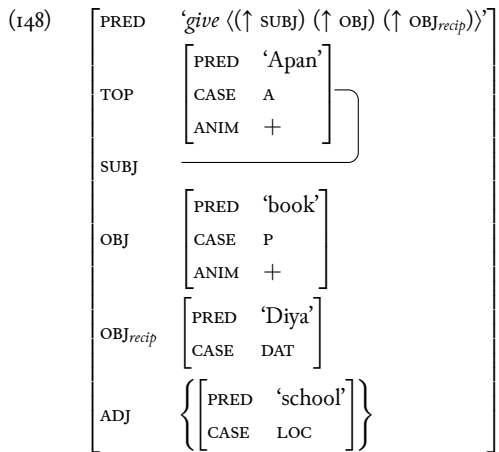 (148) PRED ‘give ⟨(↑ SUBJ) (↑ OBJ) (↑ OBJrecip)⟩’
PRED ‘Apan’
TOP CASE A
ANIM +
SUBJ
PRED ‘book’
OBJ CASE P
ANIM +
OBJrecip PRED ‘Diya’
CASE DAT
ADJ PRED ‘school’
CASE LOC